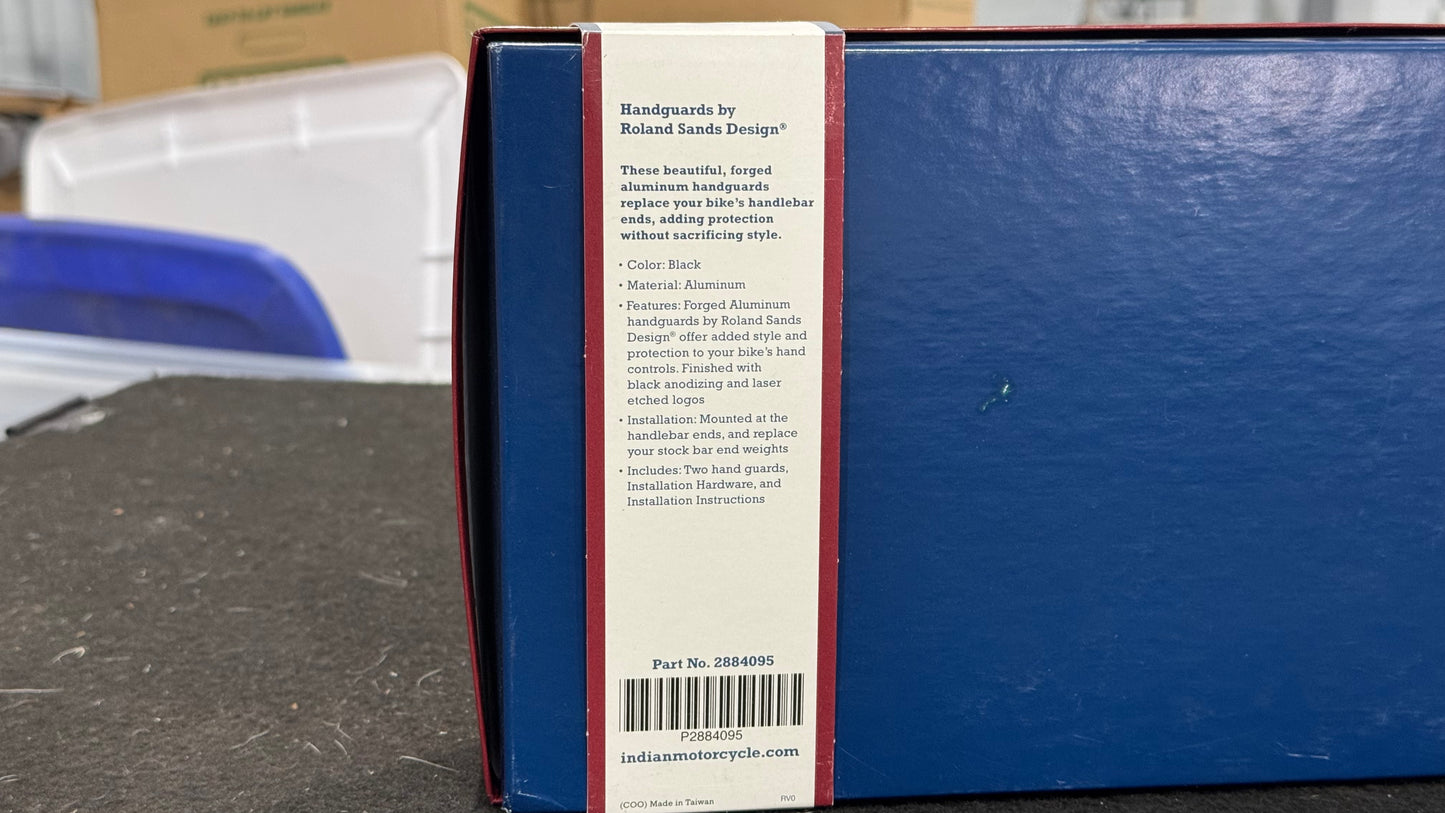 Handguards by
Roland Sands Design®
These beautiful, forged
aluminum handguards
replace your bike's handlebar
ends, adding protection
without sacrificing style.
• Color: Black
• Material: Aluminum
• Features: Forged Aluminum
handguards by Roland Sands
Design® offer added style and
protection to your bike's hand
controls. Finished with
black anodizing and laser
etched logos
• Installation: Mounted at the
handlebar ends, and replace
your stock bar end weights
• Includes: Two hand guards,
Installation Hardware, and
Installation Instructions
Part No. 2884095
P2884095
indianmotorcycle.com
(COO) Made in Taiwan RV0